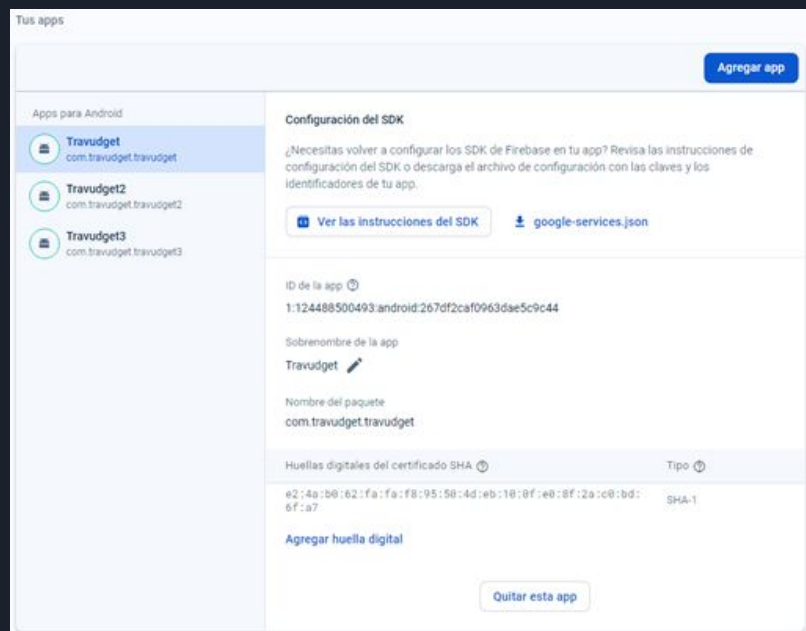 Tus apps
Agregar app
Apps para Android
Travudget
com.travudget.travudget
Travudget2
com.travudget.travudget2
Travudget3
com.travudget.travudget3
Configuración del SDK
¿Necesitas volver a configurar los SDK de Firebase en tu app? Revisa las instrucciones de
configuración del SDK o descarga el archivo de configuración con las claves y los
identificadores de tu app.
Ver las instrucciones del SDK
google-services.json
ID de la app
1:124488500493:android:267df2caf0963dae5c9c44
Sobrenombre de la app
Travudget
Nombre del paquete
com.travudget.travudget
Huellas digitales del certificado SHA
Tipo
e2:4a:b0:62:fa:fa:f8:95:50:4d:eb:10:0f:e0:8f:2a:c0:bd:
6f:a7
SHA-1
Agregar huella digital
Quitar esta app